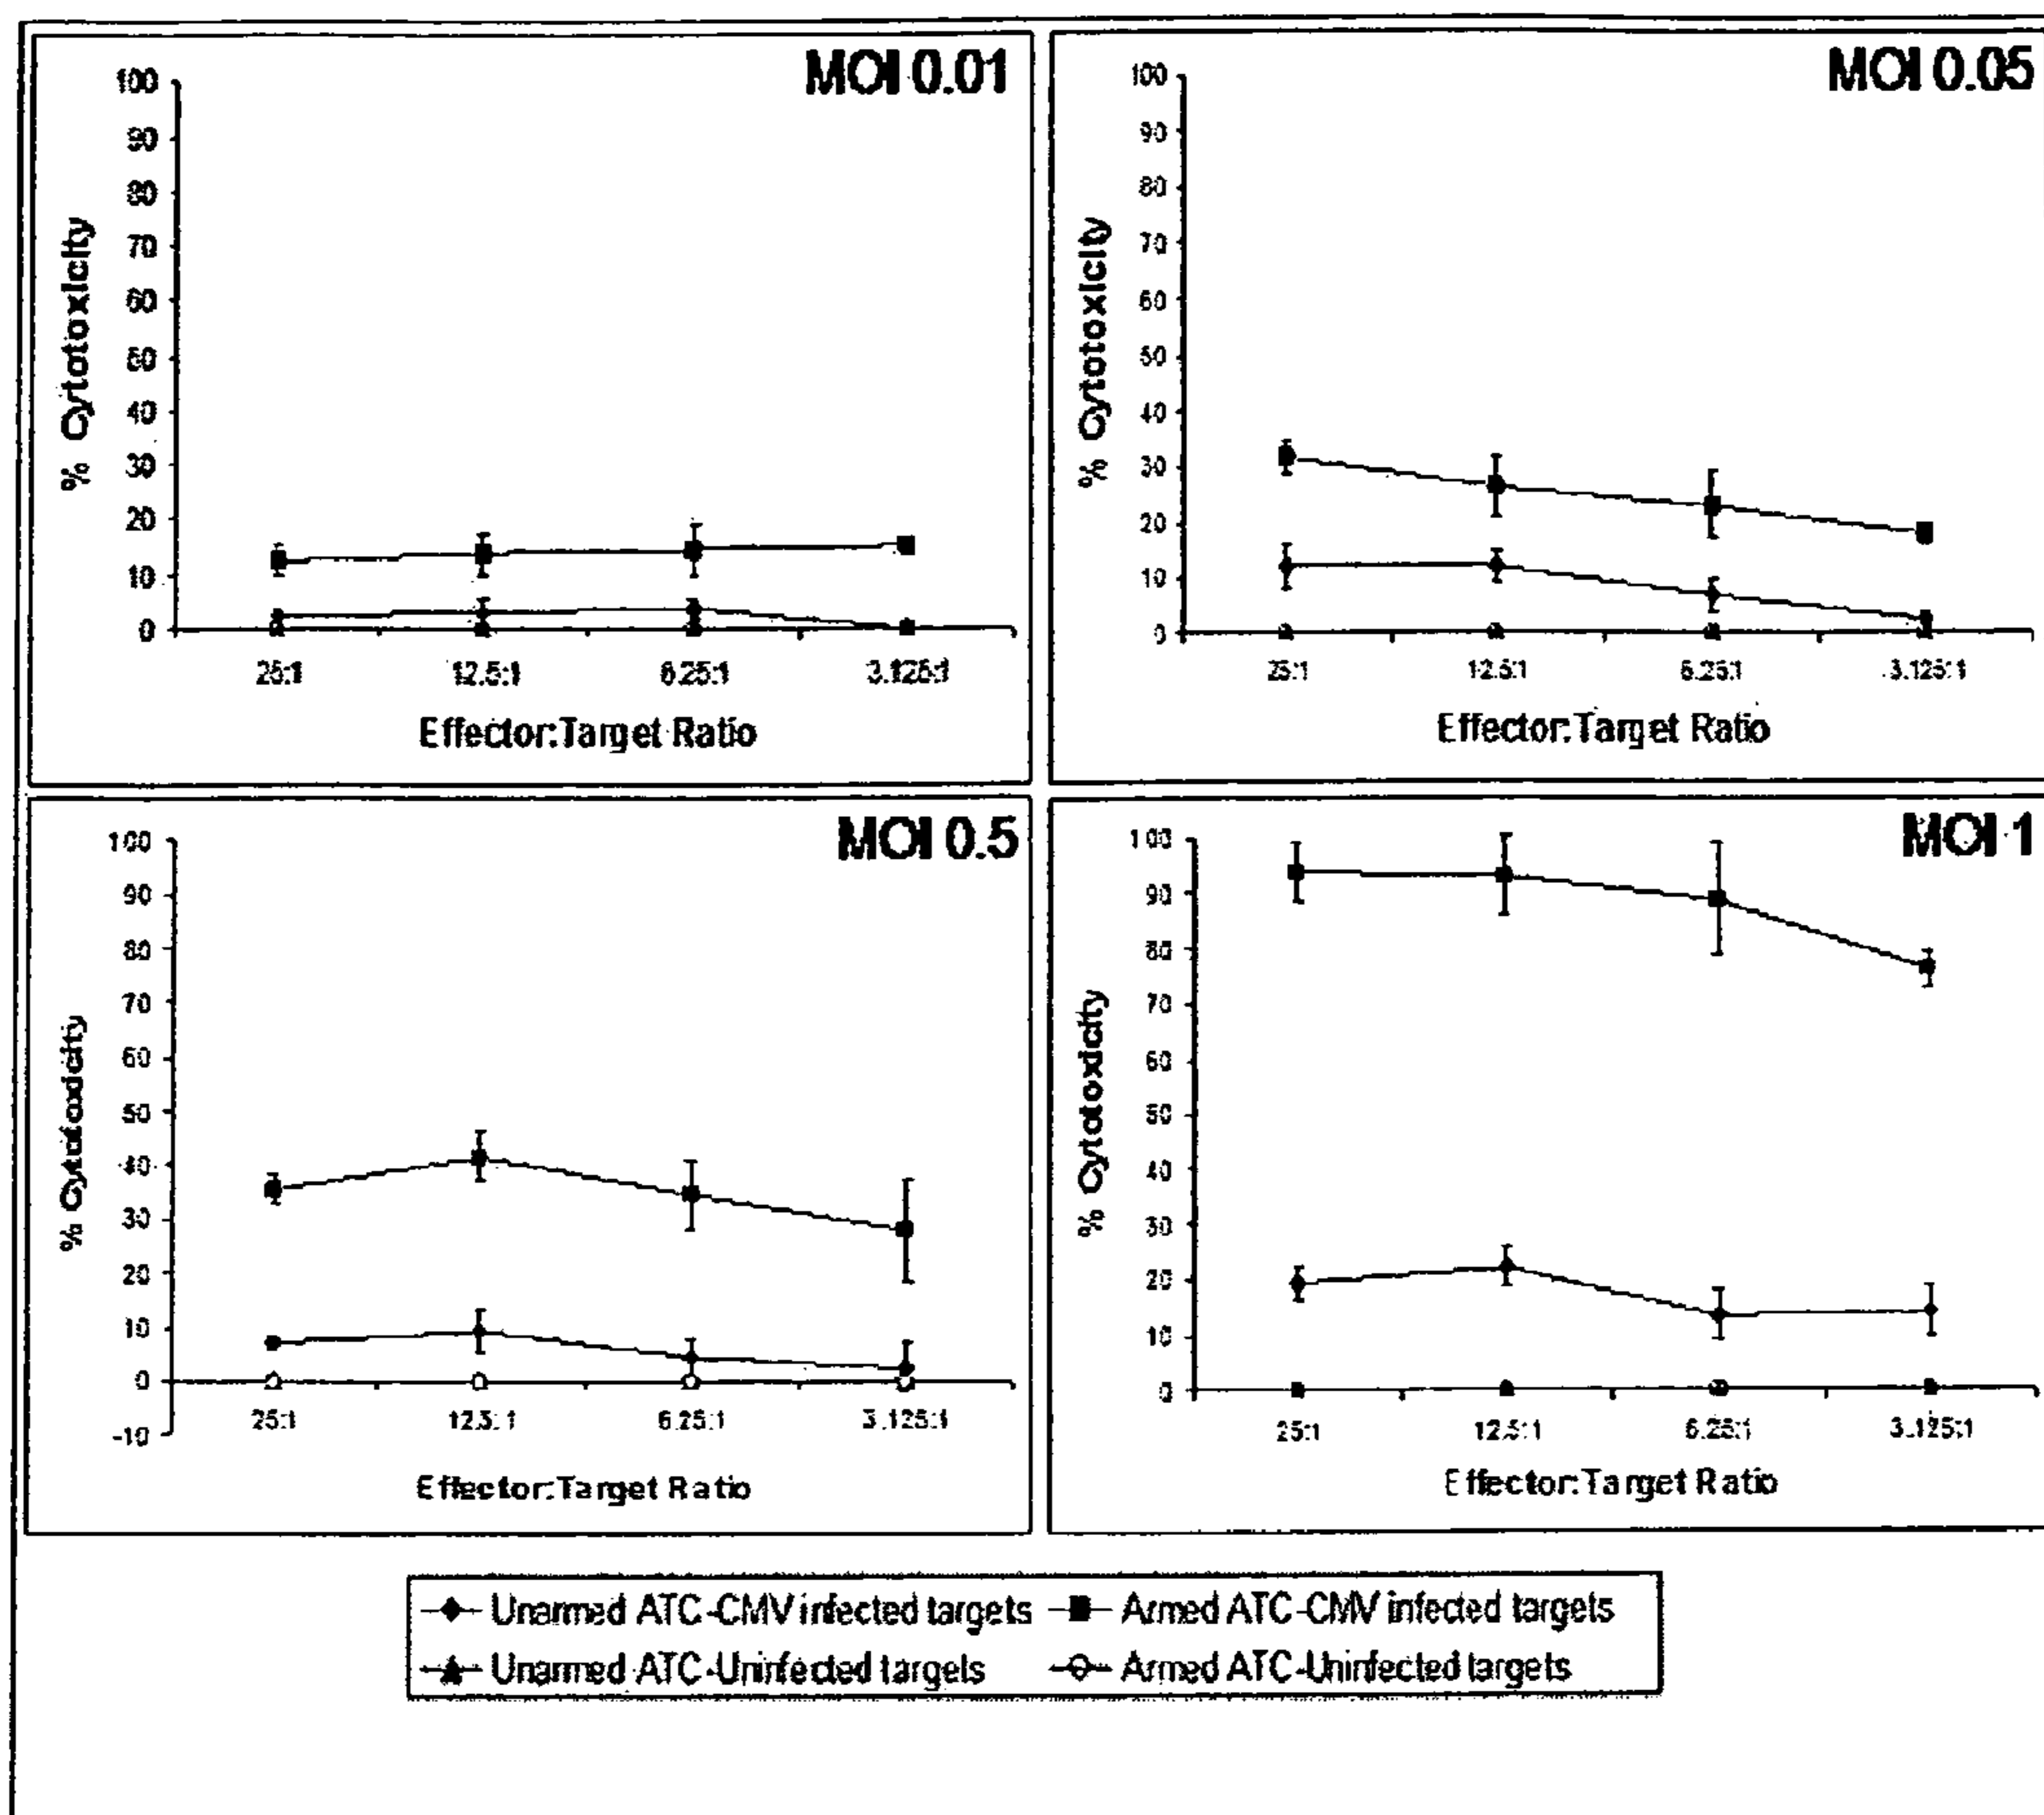 MOI 0.01
100
90
80
70
60
50
40
30
20
10
0
% Cytotoxicity
25:1 12.5:1 6.25:1 3.125:1
Effector:Target Ratio
MOI 0.05
100
90
80
70
60
50
40
30
20
10
0
% Cytotoxicity
25:1 12.5:1 6.25:1 3.125:1
Effector:Target Ratio
MOI 0.5
100
90
80
70
60
50
40
30
20
10
0
-10
% Cytotoxicity
25:1 12.5:1 6.25:1 3.125:1
Effector:Target Ratio
MOI 1
100
90
80
70
60
50
40
30
20
10
0
% Cytotoxicity
25:1 12.5:1 6.25:1 3.125:1
Effector:Target Ratio
Unarmed ATC-CMV infected targets Armed ATC-CMV infected targets
Unarmed ATC-Uninfected targets Armed ATC-Uninfected targets